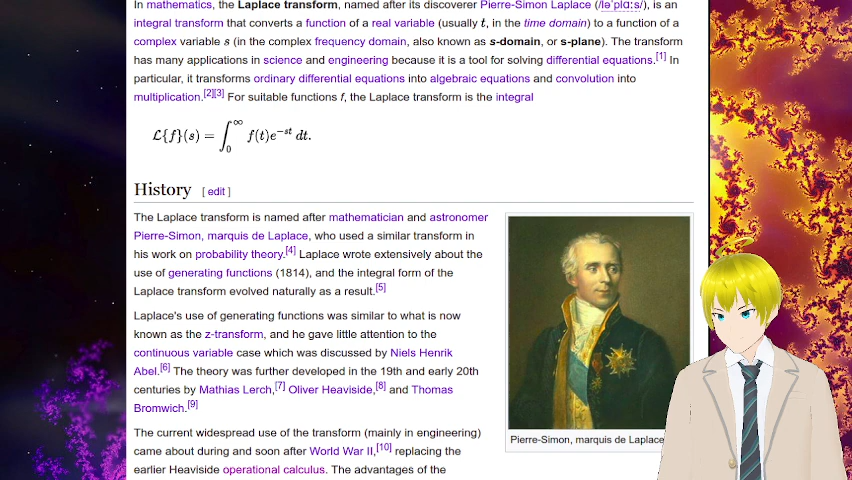 In mathematics, the Laplace transform, named after its discoverer Pierre-Simon Laplace (/ləˈplɑːs/), is an
integral transform that converts a function of a real variable (usually t, in the time domain) to a function of a
complex variable s (in the complex frequency domain, also known as s-domain, or s-plane). The transform
has many applications in science and engineering because it is a tool for solving differential equations.[1] In
particular, it transforms ordinary differential equations into algebraic equations and convolution into
multiplication.[2][3] For suitable functions f, the Laplace transform is the integral
ℒ{f}(s) = ∫₀^∞ f(t)e^{−st} dt.
History [ edit ]
The Laplace transform is named after mathematician and astronomer
Pierre-Simon, marquis de Laplace, who used a similar transform in
his work on probability theory.[4] Laplace wrote extensively about the
use of generating functions (1814), and the integral form of the
Laplace transform evolved naturally as a result.[5]
Laplace's use of generating functions was similar to what is now
known as the z-transform, and he gave little attention to the
continuous variable case which was discussed by Niels Henrik
Abel.[6] The theory was further developed in the 19th and early 20th
centuries by Mathias Lerch,[7] Oliver Heaviside,[8] and Thomas
Bromwich.[9]
The current widespread use of the transform (mainly in engineering)
came about during and soon after World War II,[10] replacing the
earlier Heaviside operational calculus. The advantages of the
Pierre-Simon, marquis de Laplace